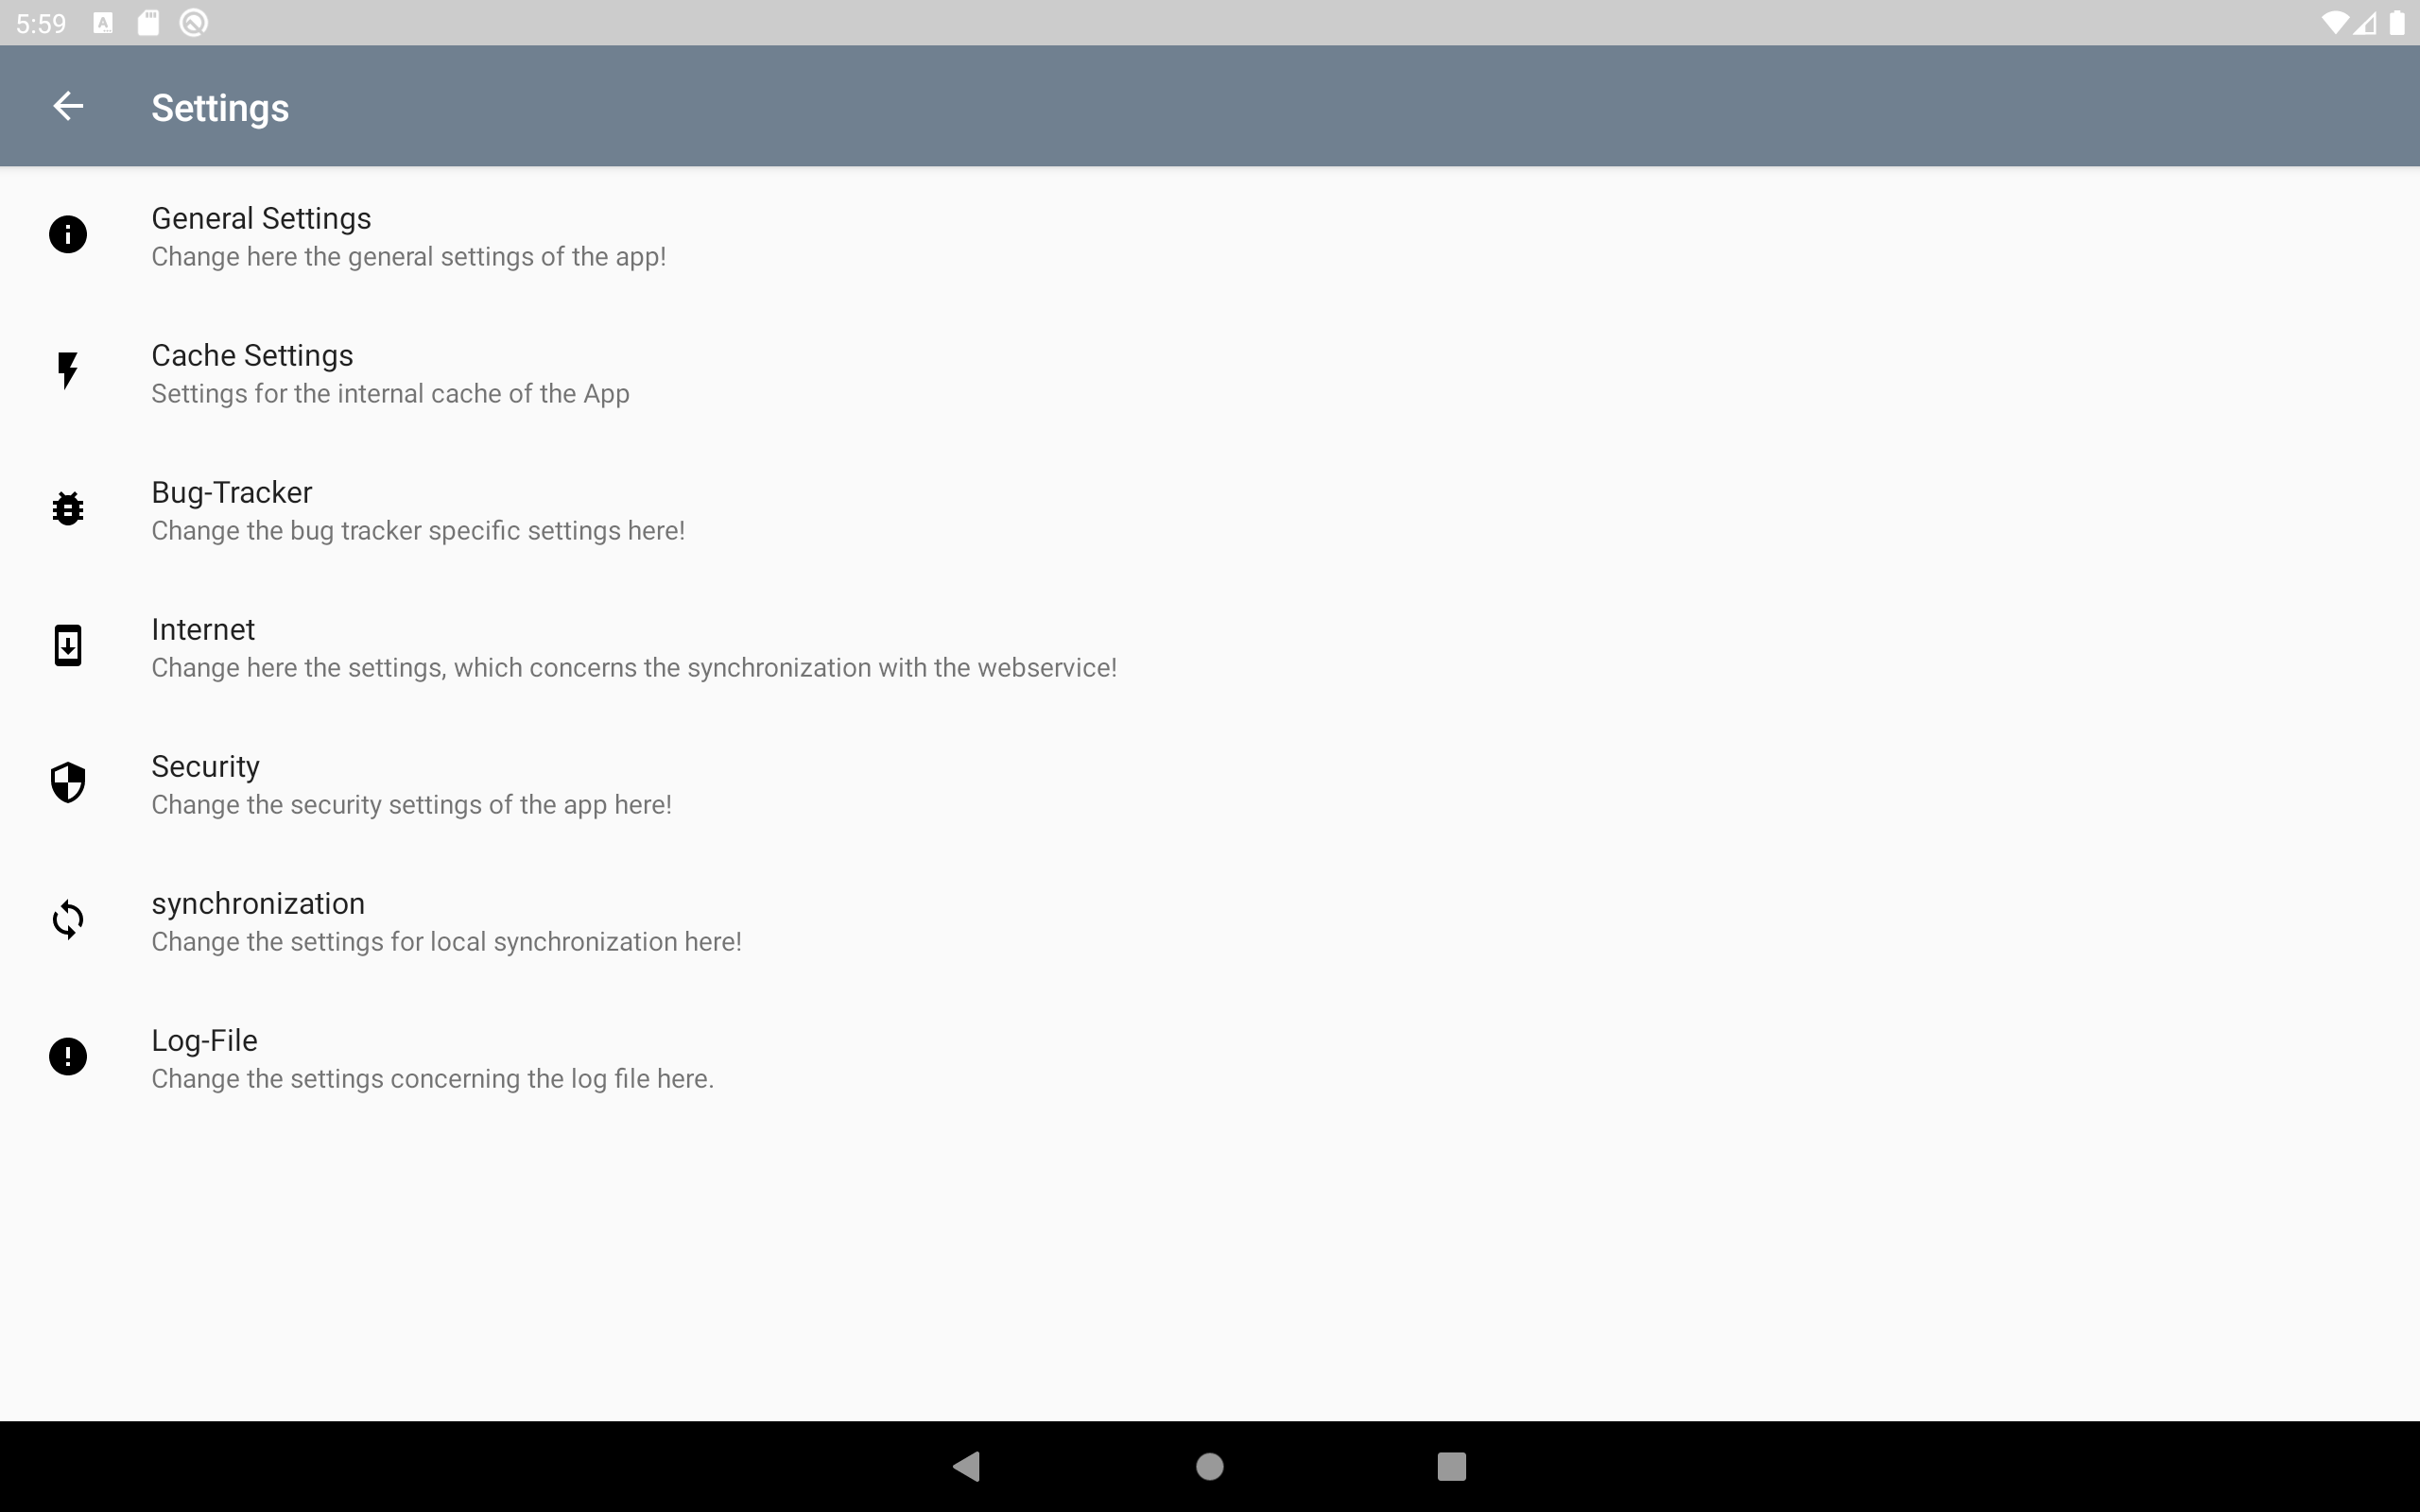 5:59
Settings
General Settings
Change here the general settings of the app!
Cache Settings
Settings for the internal cache of the App
Bug-Tracker
Change the bug tracker specific settings here!
Internet
Change here the settings, which concerns the synchronization with the webservice!
Security
Change the security settings of the app here!
synchronization
Change the settings for local synchronization here!
Log-File
Change the settings concerning the log file here.